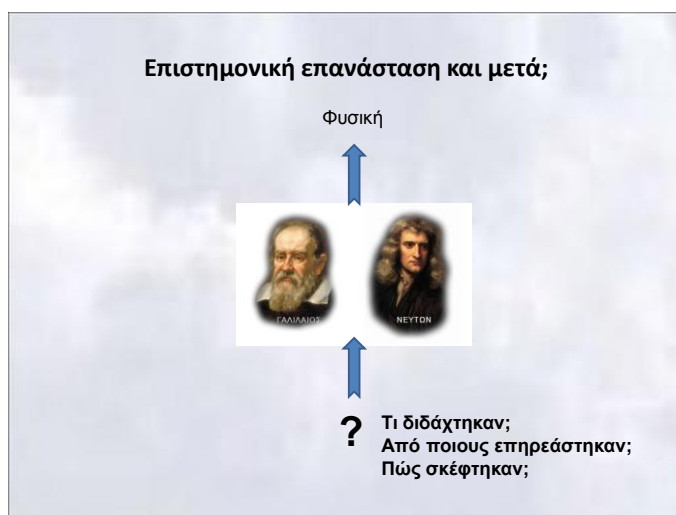 Επιστημονική επανάσταση και μετά;
Φυσική
ΓΑΛΙΛΑΙΟΣ
ΝΕΥΤΩΝ
?
Τι διδάχτηκαν;
Από ποιους επηρεάστηκαν;
Πώς σκέφτηκαν;